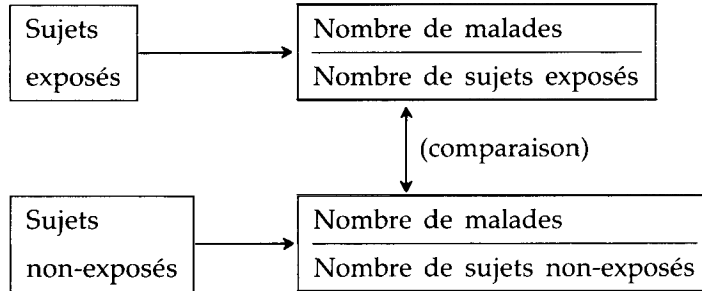 Sujets
exposés
Nombre de malades
Nombre de sujets exposés
(comparaison)
Sujets
non-exposés
Nombre de malades
Nombre de sujets non-exposés